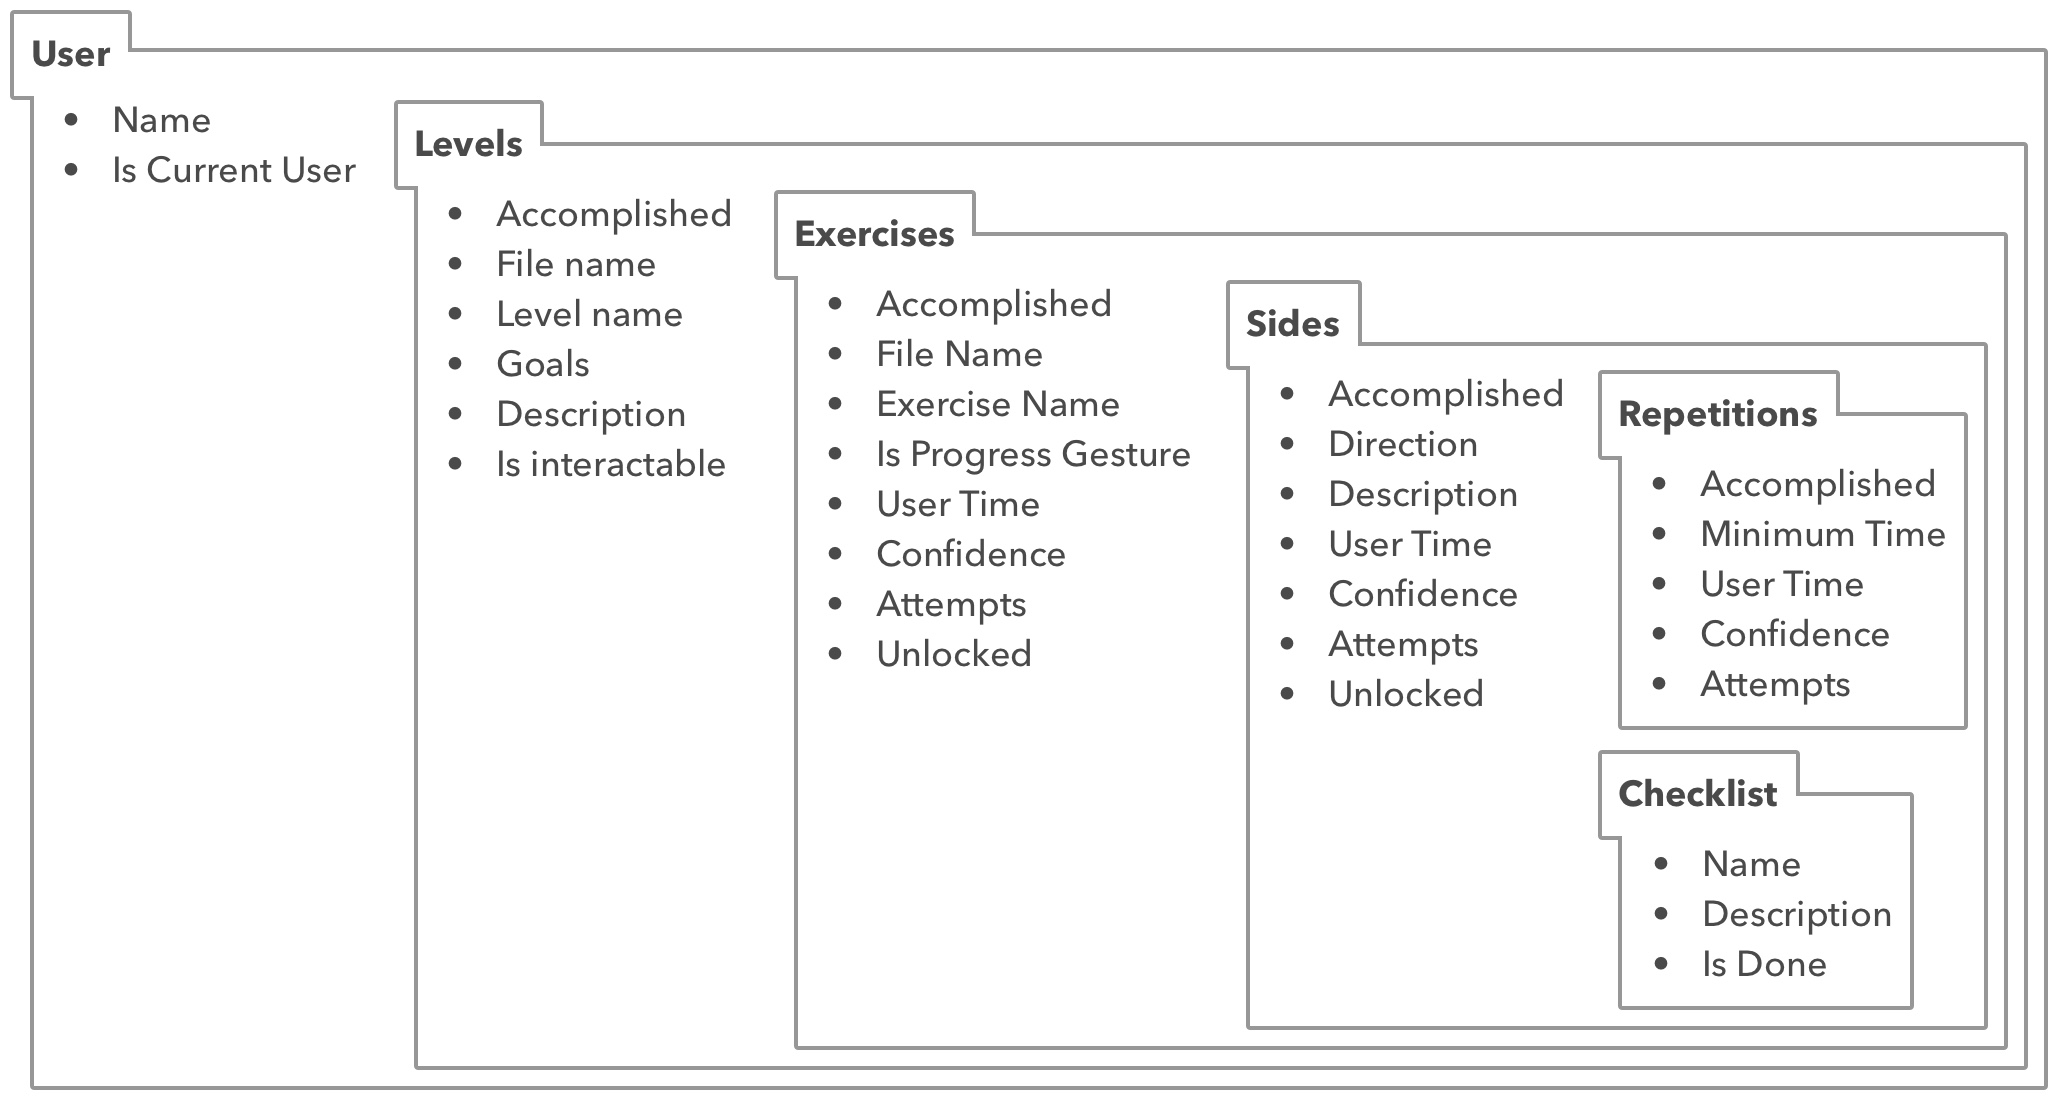 User
• Name
• Is Current User
Levels
• Accomplished
• File name
• Level name
• Goals
• Description
• Is interactable
Exercises
• Accomplished
• File Name
• Exercise Name
• Is Progress Gesture
• User Time
• Confidence
• Attempts
• Unlocked
Sides
• Accomplished
• Direction
• Description
• User Time
• Confidence
• Attempts
• Unlocked
Repetitions
• Accomplished
• Minimum Time
• User Time
• Confidence
• Attempts
Checklist
• Name
• Description
• Is Done